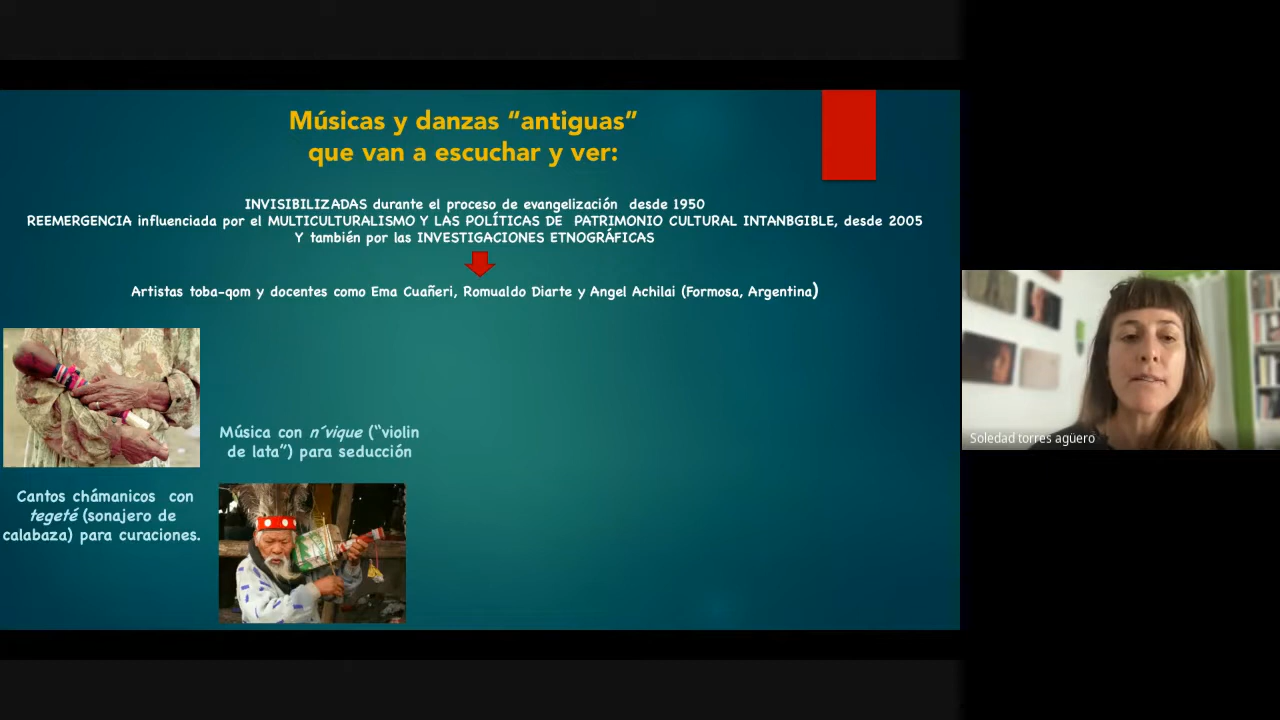 Músicas y danzas “antiguas”
que van a escuchar y ver:
INVISIBILIZADAS durante el proceso de evangelización desde 1950
REEMERGENCIA influenciada por el MULTICULTURALISMO Y LAS POLÍTICAS DE PATRIMONIO CULTURAL INTANBGIBLE, desde 2005
Y también por las INVESTIGACIONES ETNOGRÁFICAS
Artistas toba-qom y docentes como Ema Cuañeri, Romualdo Diarte y Angel Achilai (Formosa, Argentina)
Música con n´vique (“violin
de lata”) para seducción
Cantos chámanicos con
tegeté (sonajero de
calabaza) para curaciones.
Soledad torres agüero